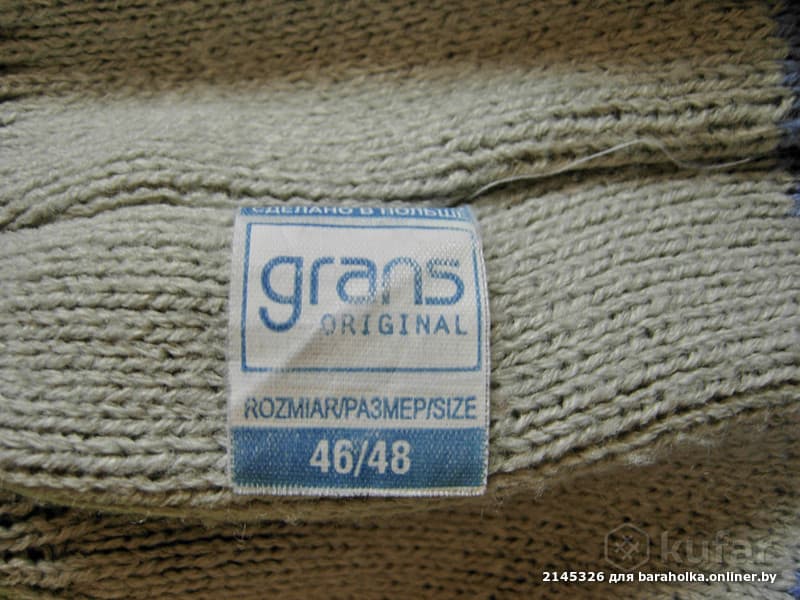 СДЕЛАНО В ПОЛЬШЕ
grans
ORIGINAL
ROZMIAR/РАЗМЕР/SIZE
46/48
kufar
2145326 для baraholka.onliner.by